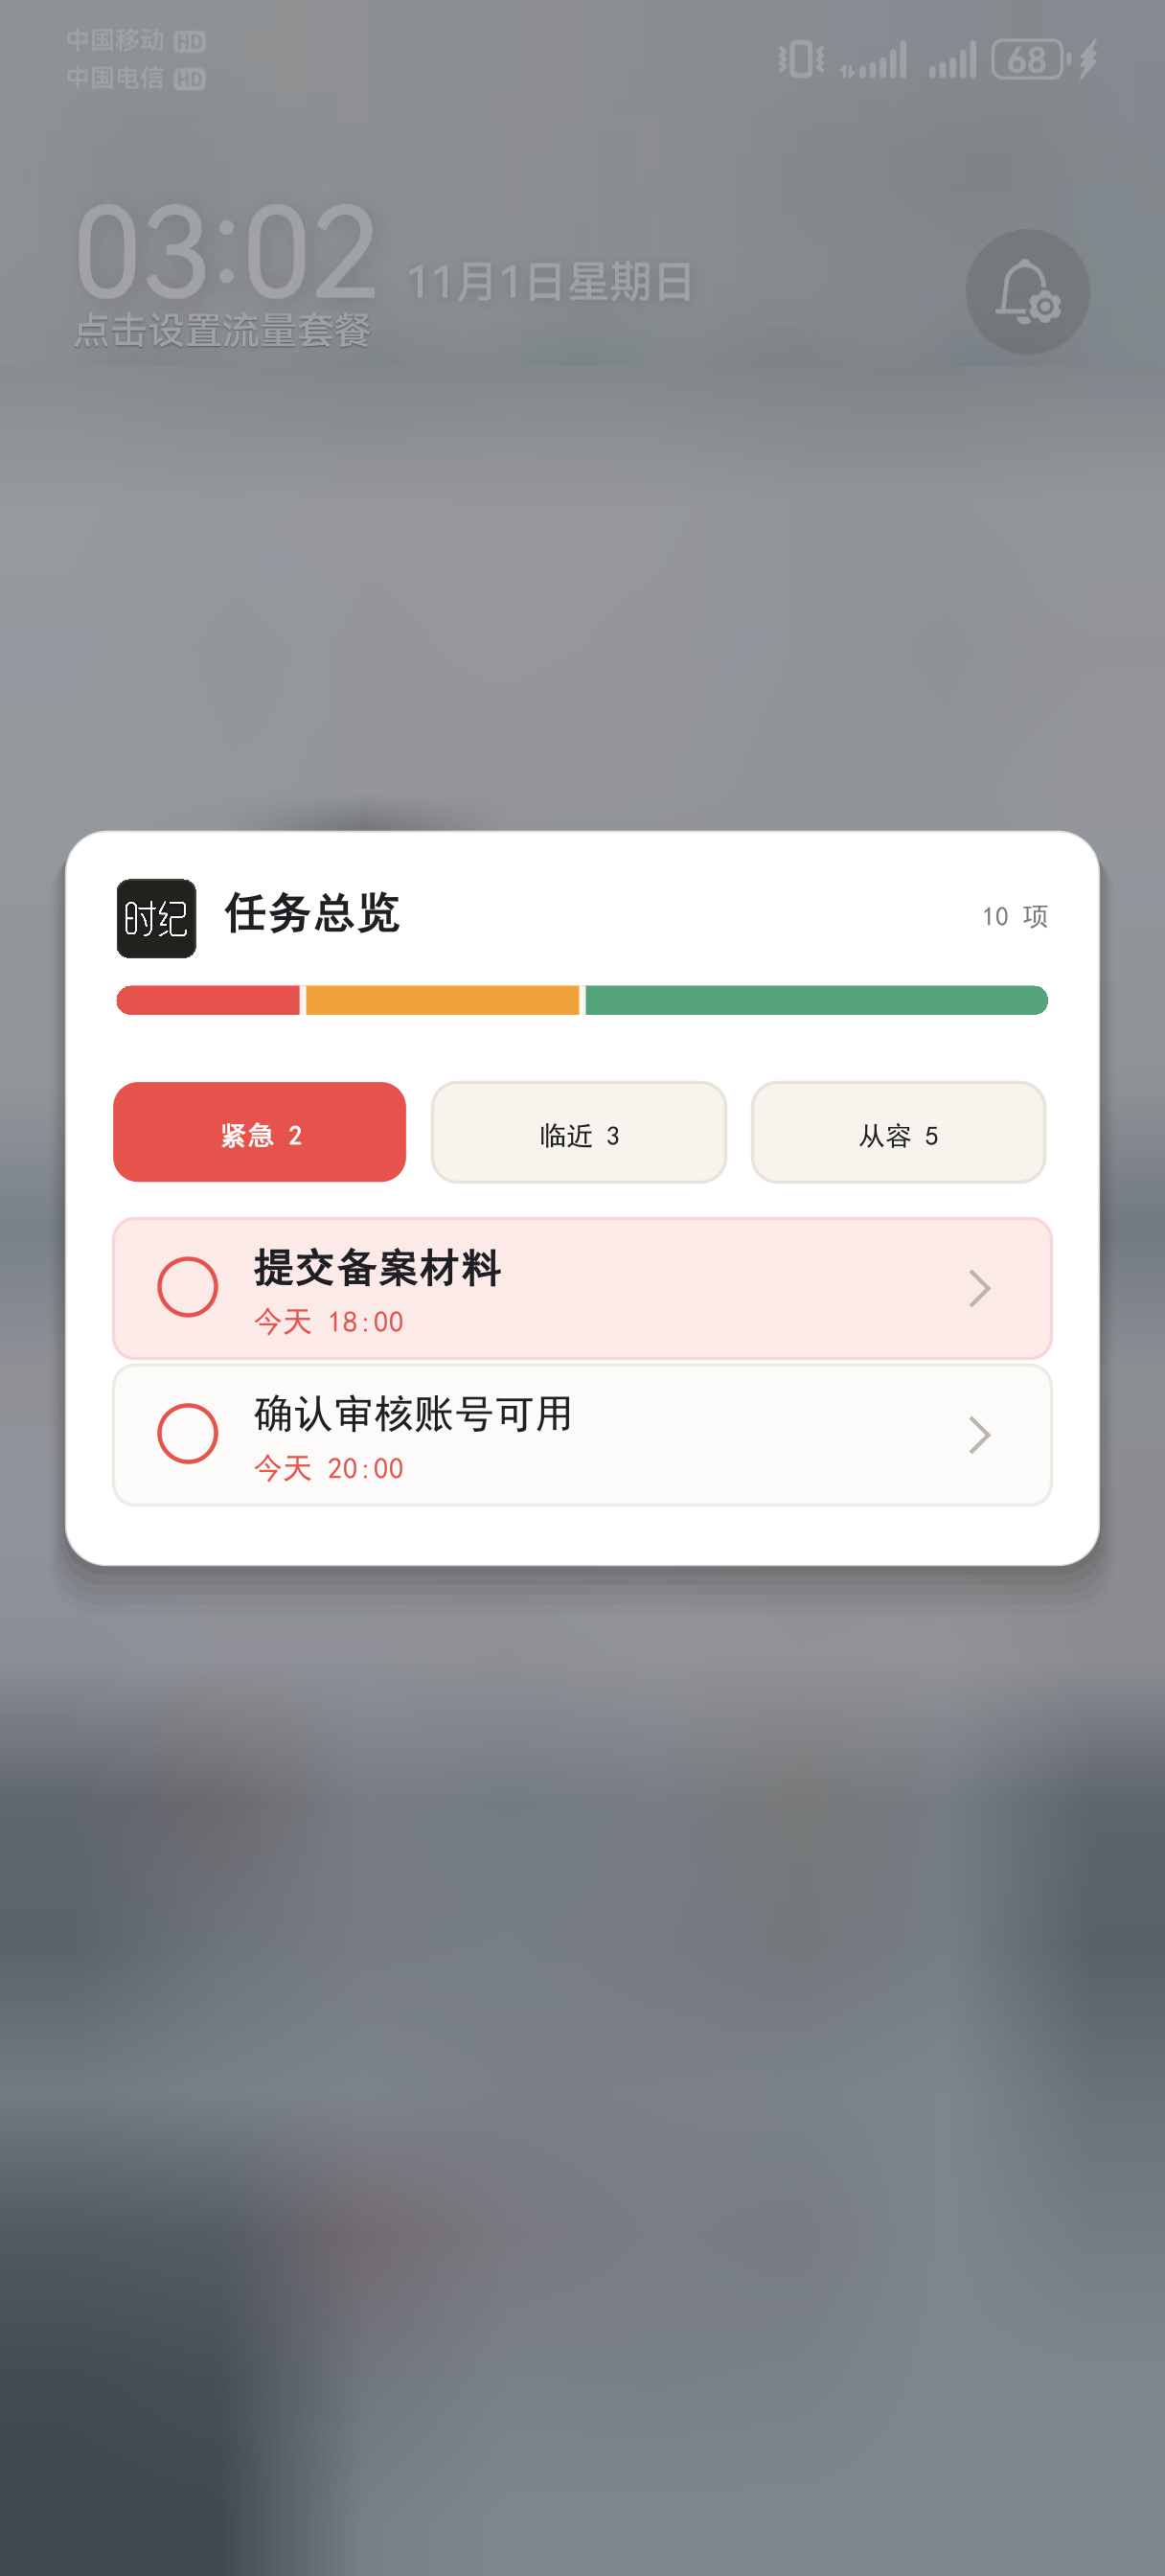 中国移动 HD
中国电信 HD
68
03:02 11月1日星期日
点击设置流量套餐
时纪 任务总览 10 项
紧急 2 临近 3 从容 5
提交备案材料
今天 18:00
确认审核账号可用
今天 20:00